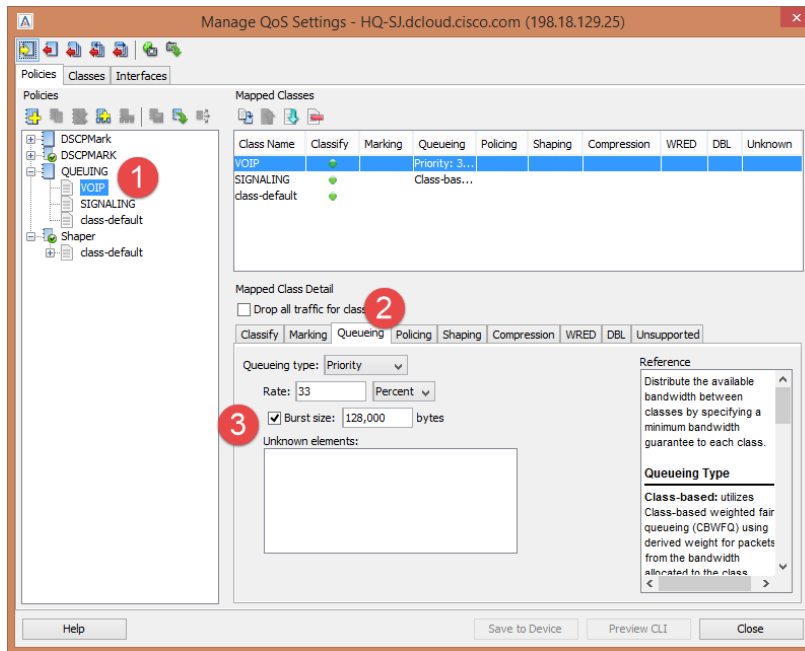 Manage QoS Settings - HQ-SJ.dcloud.cisco.com (198.18.129.25)
Policies Classes Interfaces
Policies
DSCPMark
DSCPMARK
QUEUING
VOIP
1
SIGNALING
class-default
Shaper
class-default
Mapped Classes
Class Name Classify Marking Queueing Policing Shaping Compression WRED DBL Unknown
VOIP Priority: 3...
SIGNALING Class-bas...
class-default
Mapped Class Detail
Drop all traffic for clas
2
Classify Marking Queueing Policing Shaping Compression WRED DBL Unsupported
Queueing type: Priority
Rate: 33 Percent
3
Burst size: 128,000 bytes
Unknown elements:
Reference
Distribute the available
bandwidth between
classes by specifying a
minimum bandwidth
guarantee to each class.
Queueing Type
Class-based: utilizes
Class-based weighted fair
queueing (CBWFQ) using
derived weight for packets
from the bandwidth
allocated to the class
Help Save to Device Preview CLI Close